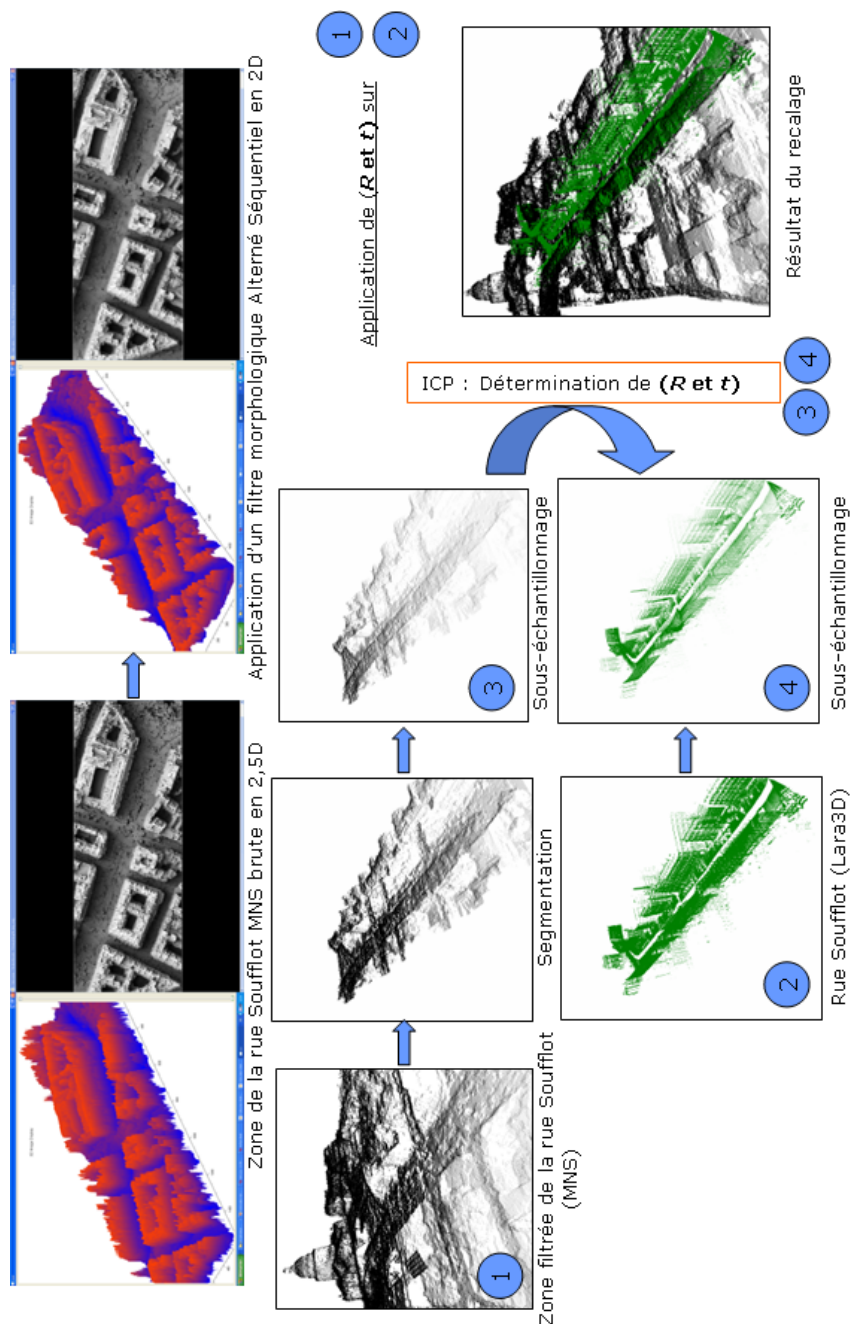 Zone de la rue Soufflot MNS brute en 2,5D
Application d'un filtre morphologique Alterné Séquentiel en 2D
1
Zone filtrée de la rue Soufflot
(MNS)
Segmentation
3
Sous-échantillonnage
ICP : Détermination de (R et t)
3
4
Application de (R et t) sur
1
2
2
Rue Soufflot (Lara3D)
4
Sous-échantillonnage
Résultat du recalage